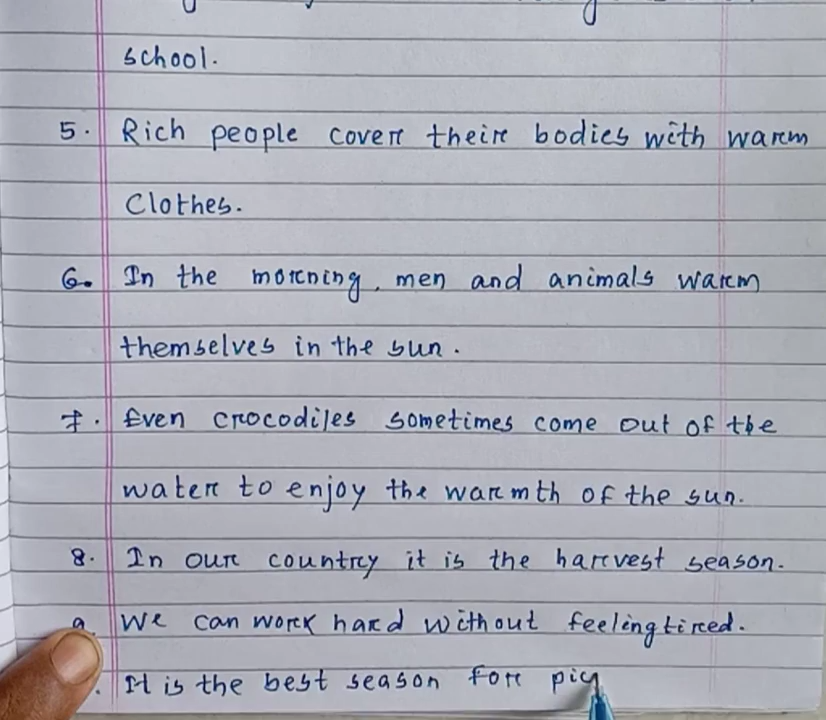 school.
5. Rich people cover their bodies with warm
Clothes.
6. In the morning, men and animals warm
themselves in the sun.
7. Even crocodiles sometimes come out of the
water to enjoy the warmth of the sun.
8. In our country it is the harvest season.
9. We can work hard without feeling tired.
. It is the best season for pic